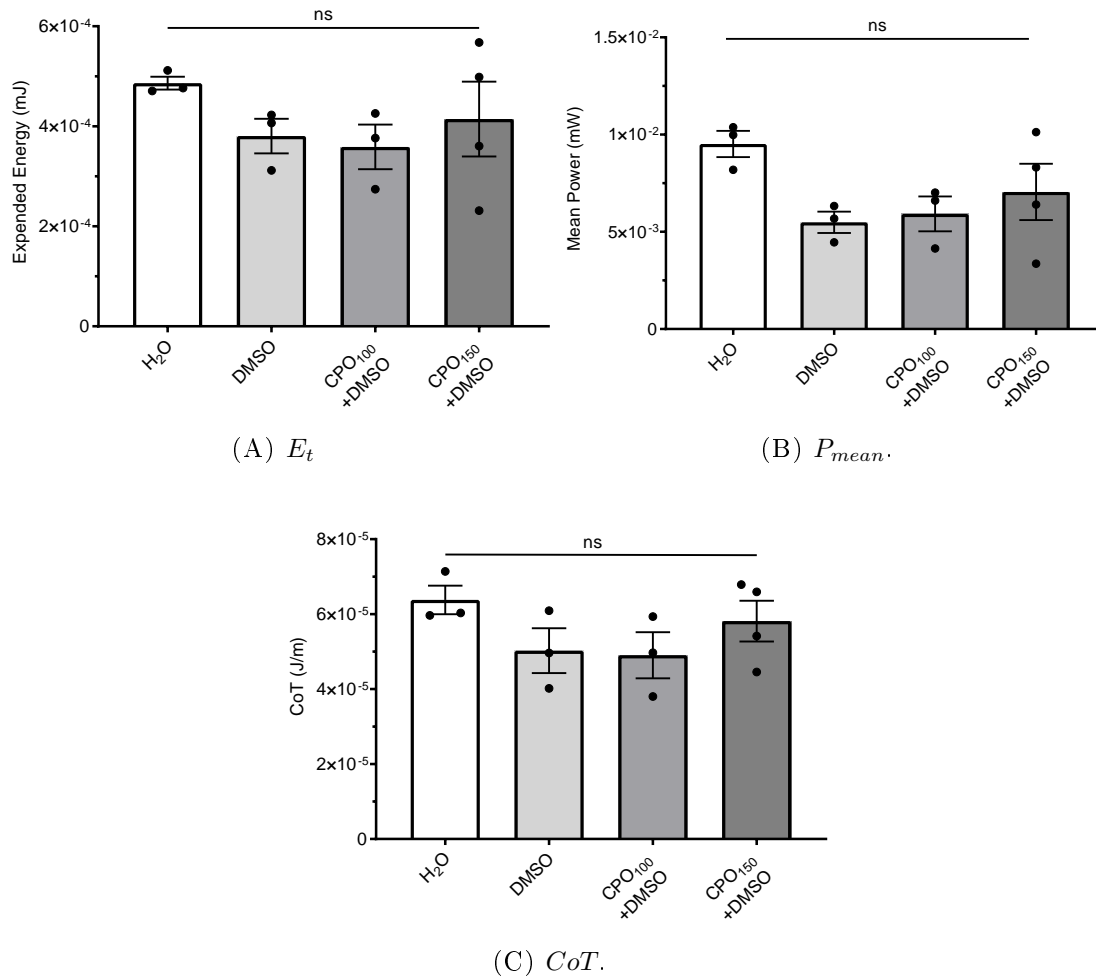 ns
6×10⁻⁴
4×10⁻⁴
2×10⁻⁴
0
Expended Energy (mJ)
H₂O
DMSO
CPO₁₀₀
+DMSO
CPO₁₅₀
+DMSO
(A) Eₜ
ns
1.5×10⁻²
1×10⁻²
5×10⁻³
0
Mean Power (mW)
H₂O
DMSO
CPO₁₀₀
+DMSO
CPO₁₅₀
+DMSO
(B) P_mean.
ns
8×10⁻⁵
6×10⁻⁵
4×10⁻⁵
2×10⁻⁵
0
CoT (J/m)
H₂O
DMSO
CPO₁₀₀
+DMSO
CPO₁₅₀
+DMSO
(C) CoT.